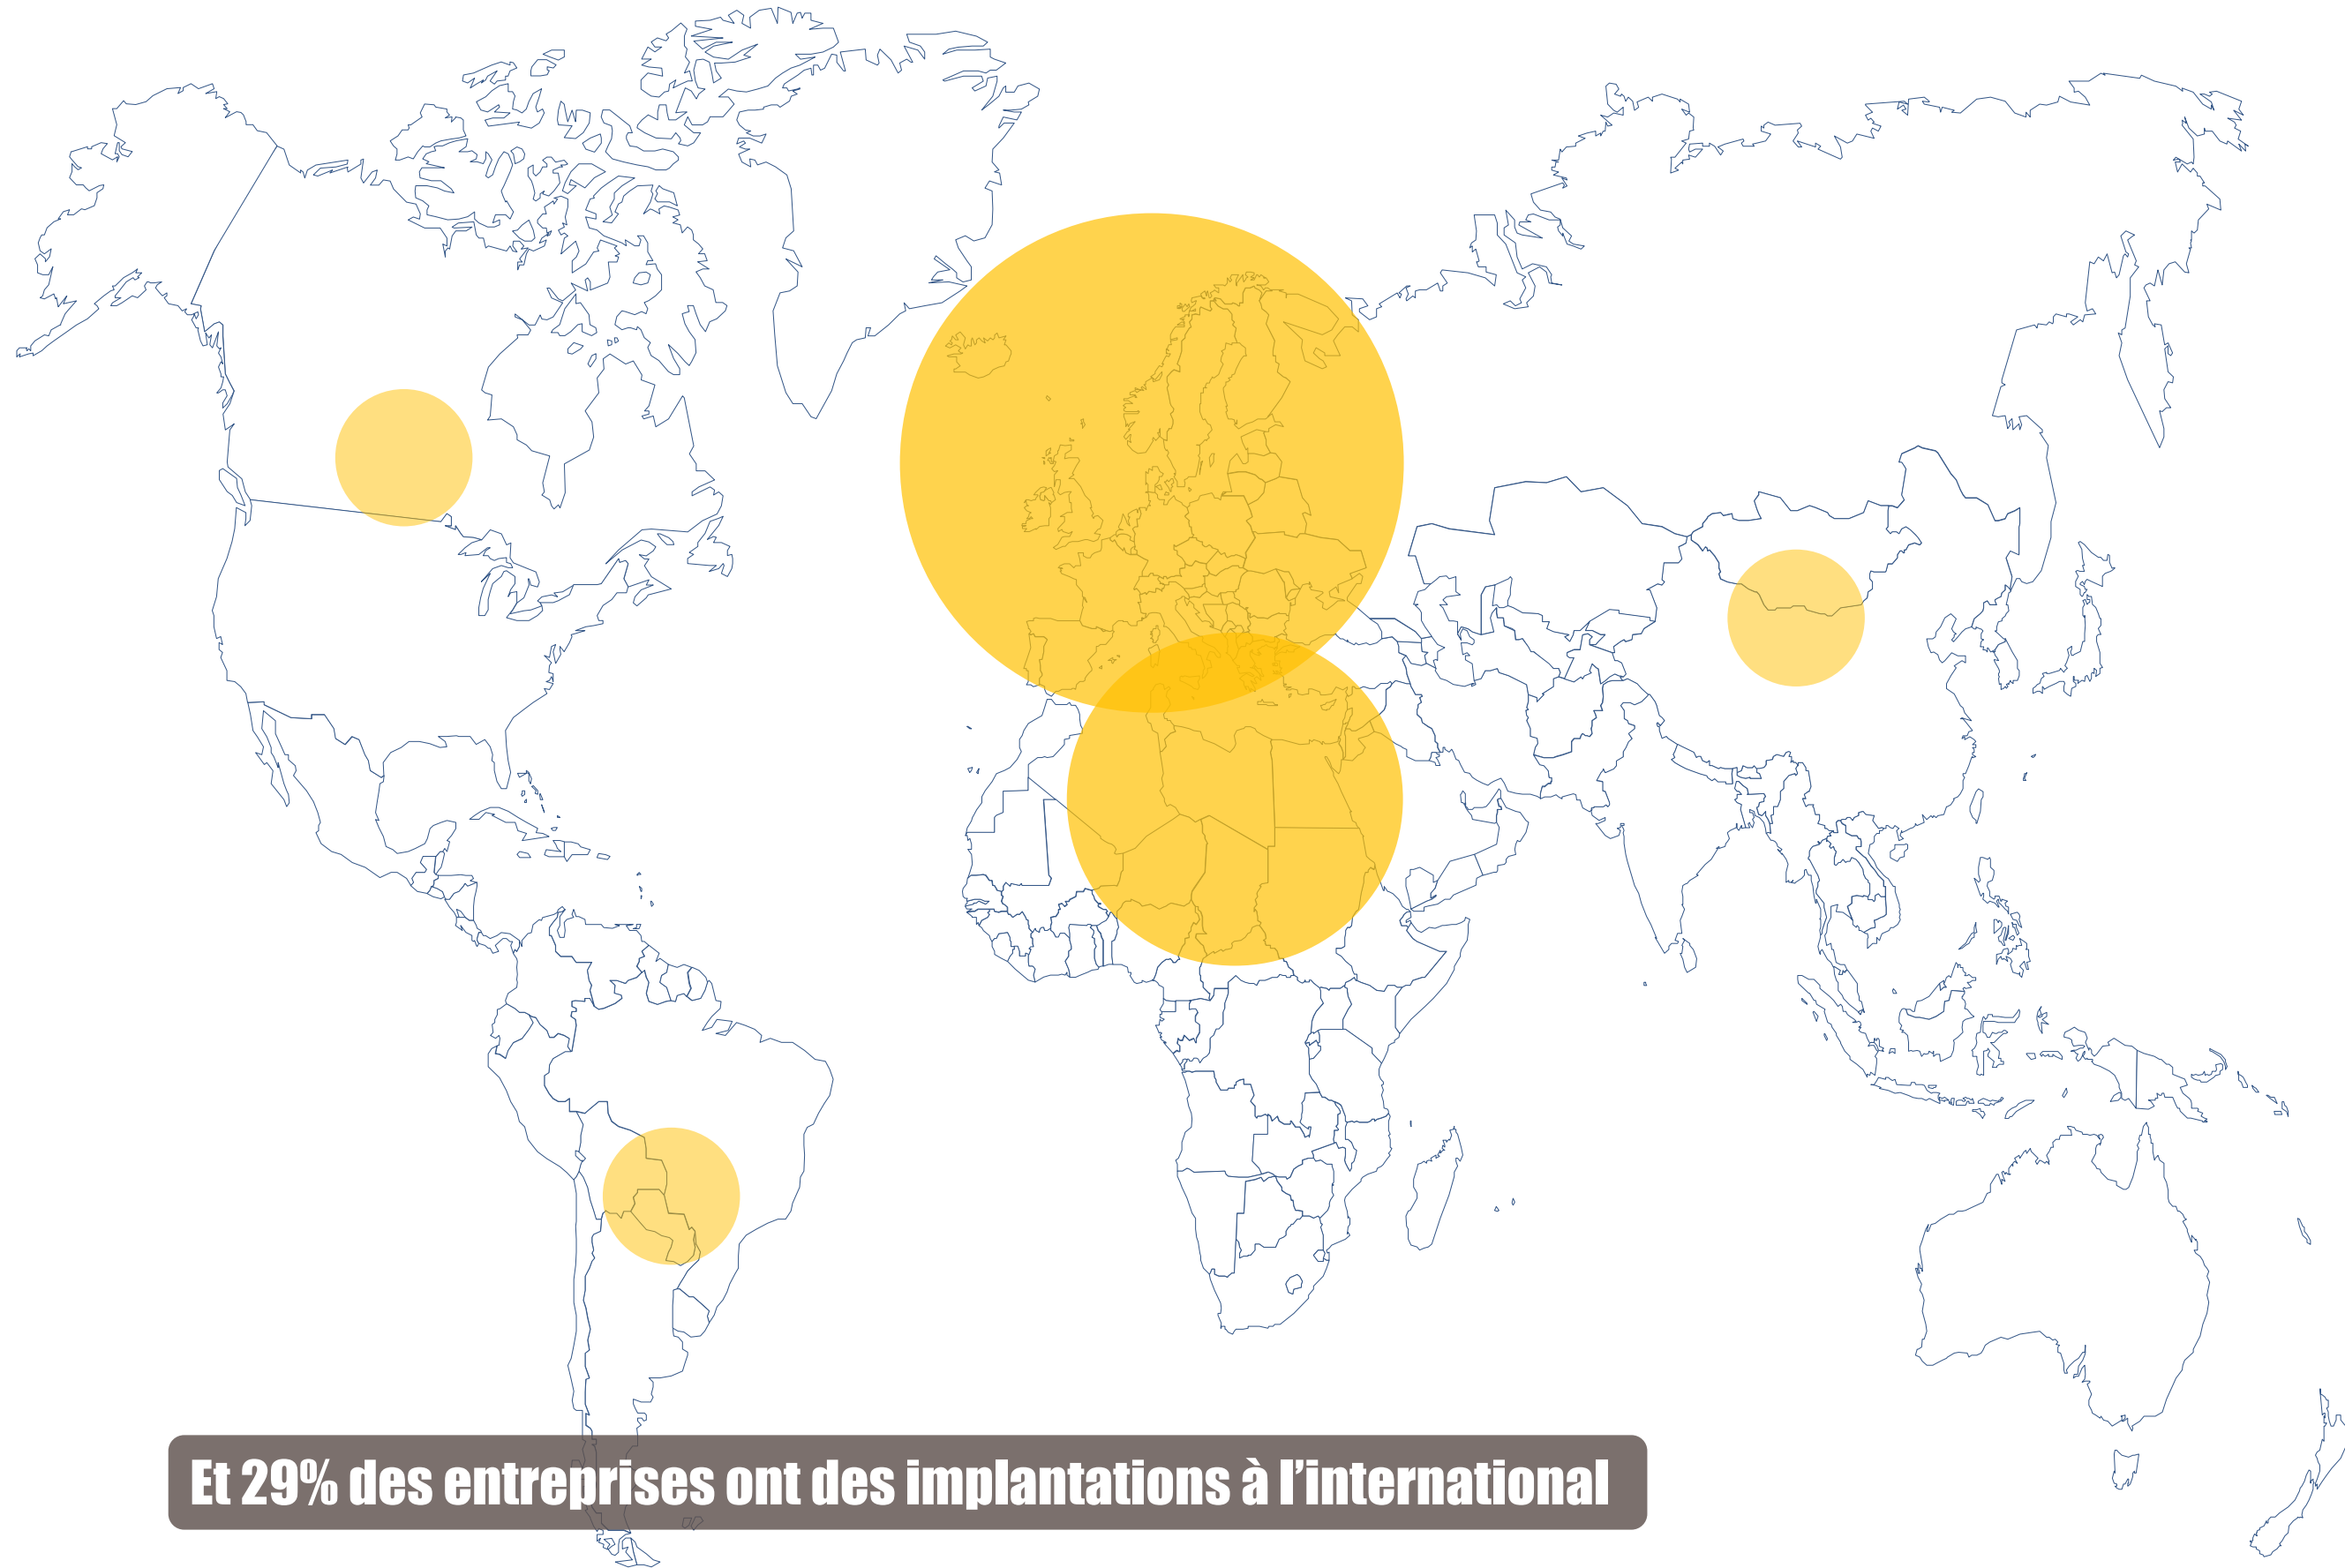 Et 29% des entreprises ont des implantations à l’international